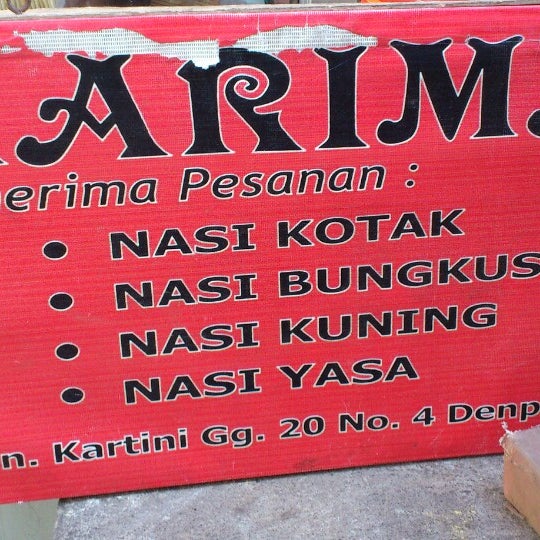 ARIM
erima Pesanan :
• NASI KOTAK
• NASI BUNGKUS
• NASI KUNING
• NASI YASA
n. Kartini Gg. 20 No. 4 Denp